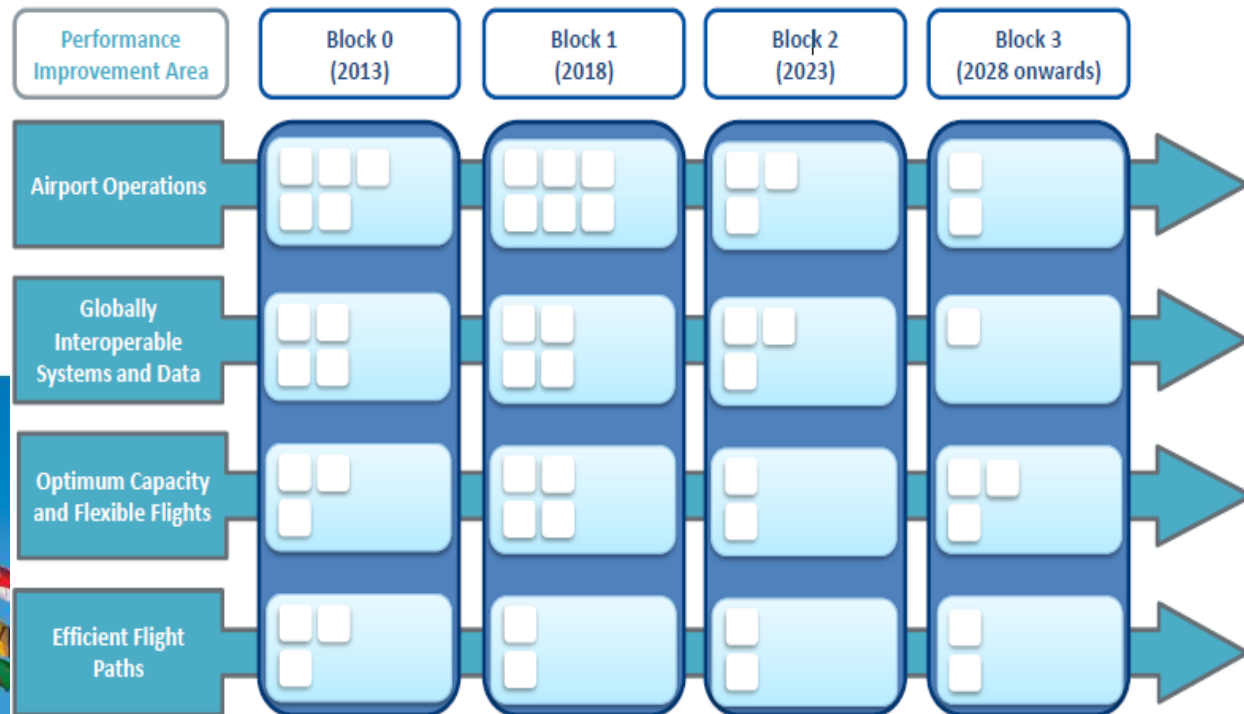 Performance
Improvement Area
Block 0
(2013)
Block 1
(2018)
Block 2
(2023)
Block 3
(2028 onwards)
Airport Operations
Globally
Interoperable
Systems and Data
Optimum Capacity
and Flexible Flights
Efficient Flight
Paths